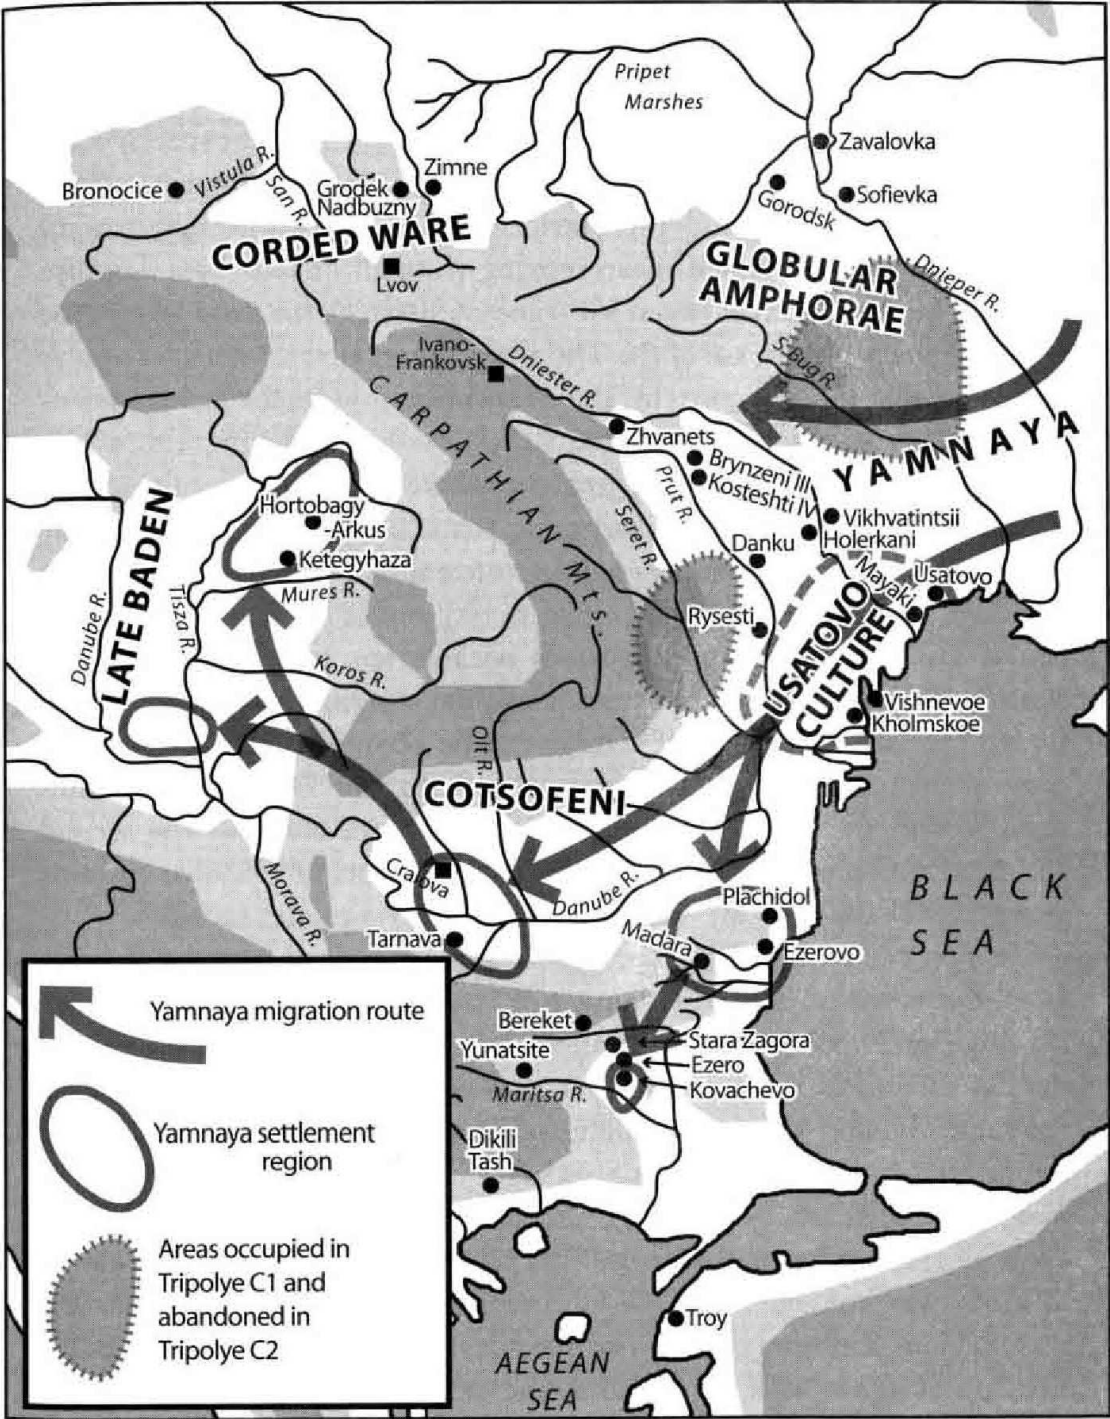 Pripet
Marshes
Zavalovka
Bronocice
Vistula R.
San R.
Grodek
Nadbuzny
Zimne
Gorodsk
Sofievka
CORDED WARE
Lvov
GLOBULAR
AMPHORAE
Dnieper R.
Ivano-
Frankovsk
Dniester R.
S. Bug R.
CARPATHIAN Mts.
Zhvanets
YAMNAYA
Brynzeni III
Kosteshti IV
Prut R.
Seret R.
Hortobagy
-Arkus
Ketegyhaza
Vikhvatintsii
Holerkani
Danku
Mayaki
Usatovo
LATE BADEN
Danube R.
Tisza R.
Mures R.
Koros R.
Rysesti
USATOVO
CULTURE
Vishnevoe
Kholmskoe
Olt R.
COTSOFENI
Craiova
Morava R.
Danube R.
Plachidol
BLACK
SEA
Tarnava
Madara
Ezerovo
Bereket
Stara Zagora
Yunatsite
Ezero
Kovachevo
Maritsa R.
Dikili
Tash
Troy
AEGEAN
SEA
Yamnaya migration route
Yamnaya settlement
region
Areas occupied in
Tripolye C1 and
abandoned in
Tripolye C2